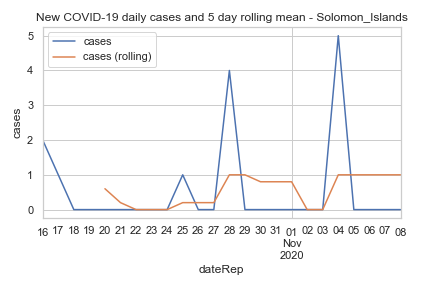 New COVID-19 daily cases and 5 day rolling mean - Solomon_Islands
cases
cases (rolling)
cases
5
4
3
2
1
0
16 17 18 19 20 21 22 23 24 25 26 27 28 29 30 31 01 02 03 04 05 06 07 08
Nov
2020
dateRep